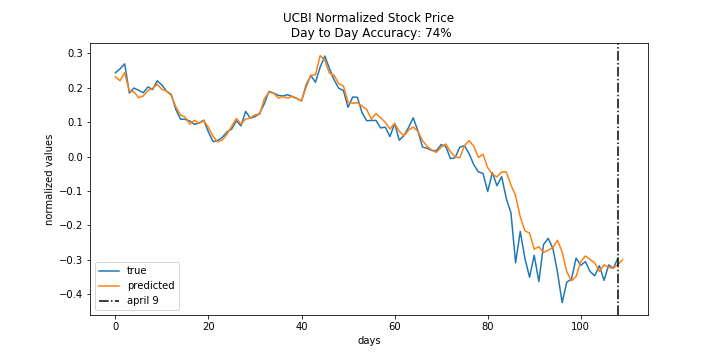 UCBI Normalized Stock Price
Day to Day Accuracy: 74%
normalized values
0.3
0.2
0.1
0.0
−0.1
−0.2
−0.3
−0.4
true
predicted
april 9
0
20
40
60
80
100
days